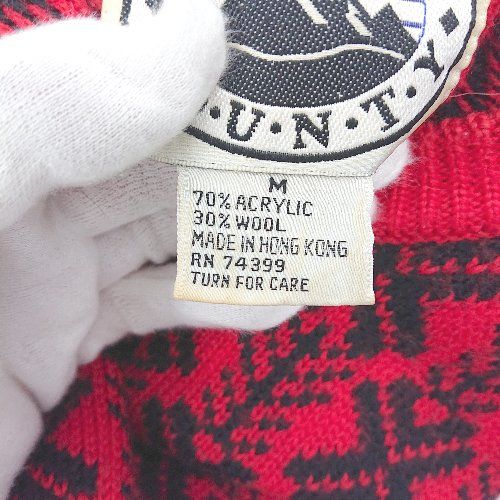 U·N·T·Y
M
70% ACRYLIC
30% WOOL
MADE IN HONG KONG
RN 74399
TURN FOR CARE